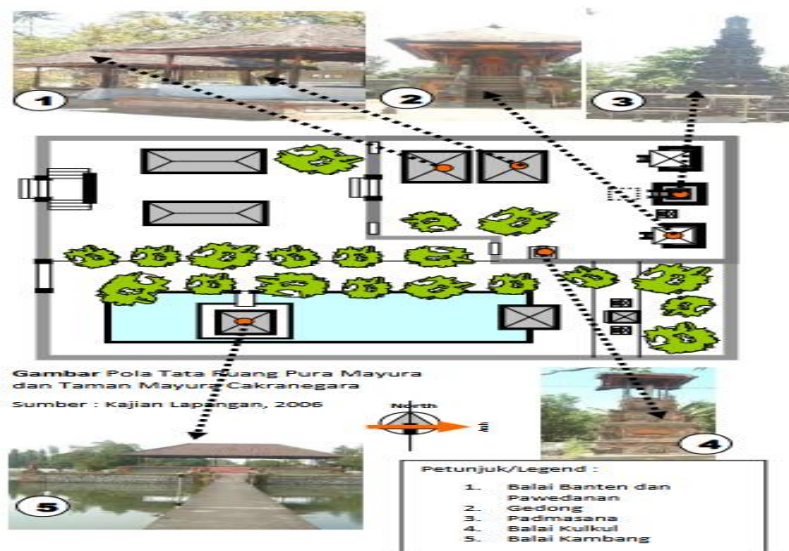 1
2
3
Gambar Pola Tata Ruang Pura Mayura
dan Taman Mayura Cakranegara
Sumber : Kajian Lapangan, 2006
North
4
5
Petunjuk/Legend :
1. Balai Banten dan
Pawedanan
2. Gedong
3. Padmasana
4. Balai Kulkul
5. Balai Kambang